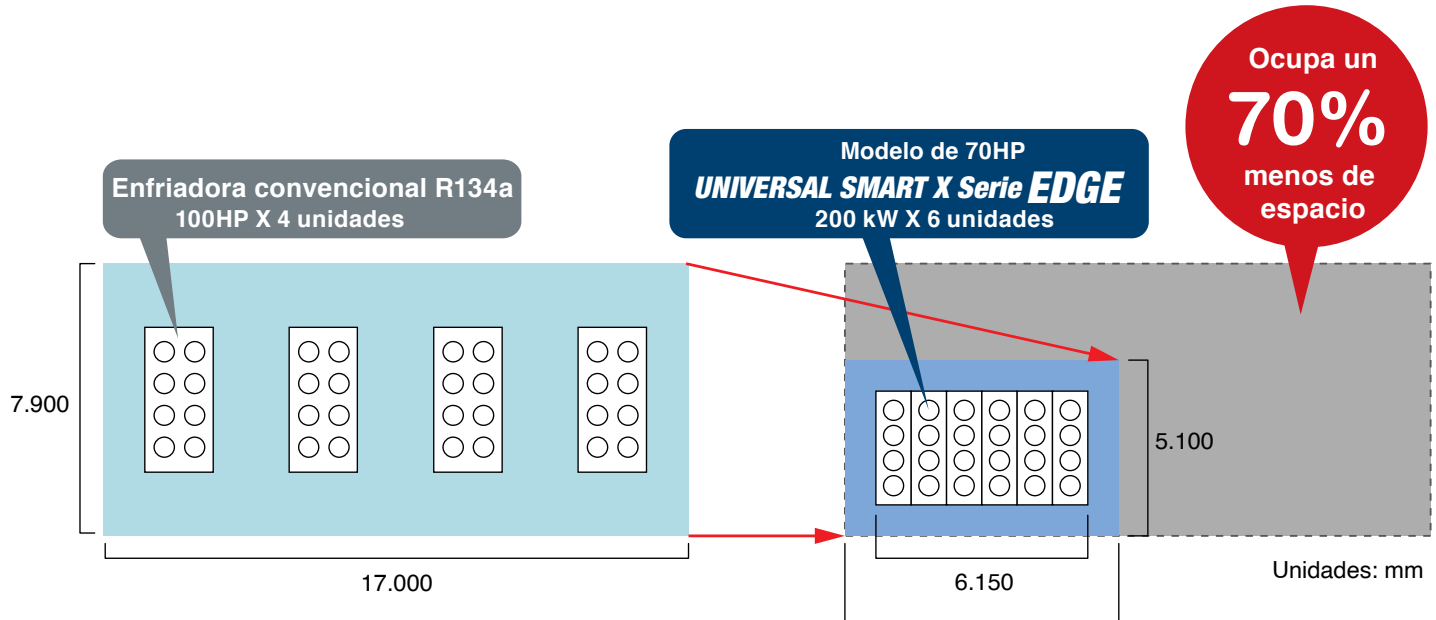 Ocupa un
70%
menos de
espacio
Enfriadora convencional R134a
100HP X 4 unidades
Modelo de 70HP
UNIVERSAL SMART X Serie EDGE
200 kW X 6 unidades
7.900
17.000
5.100
6.150
Unidades: mm